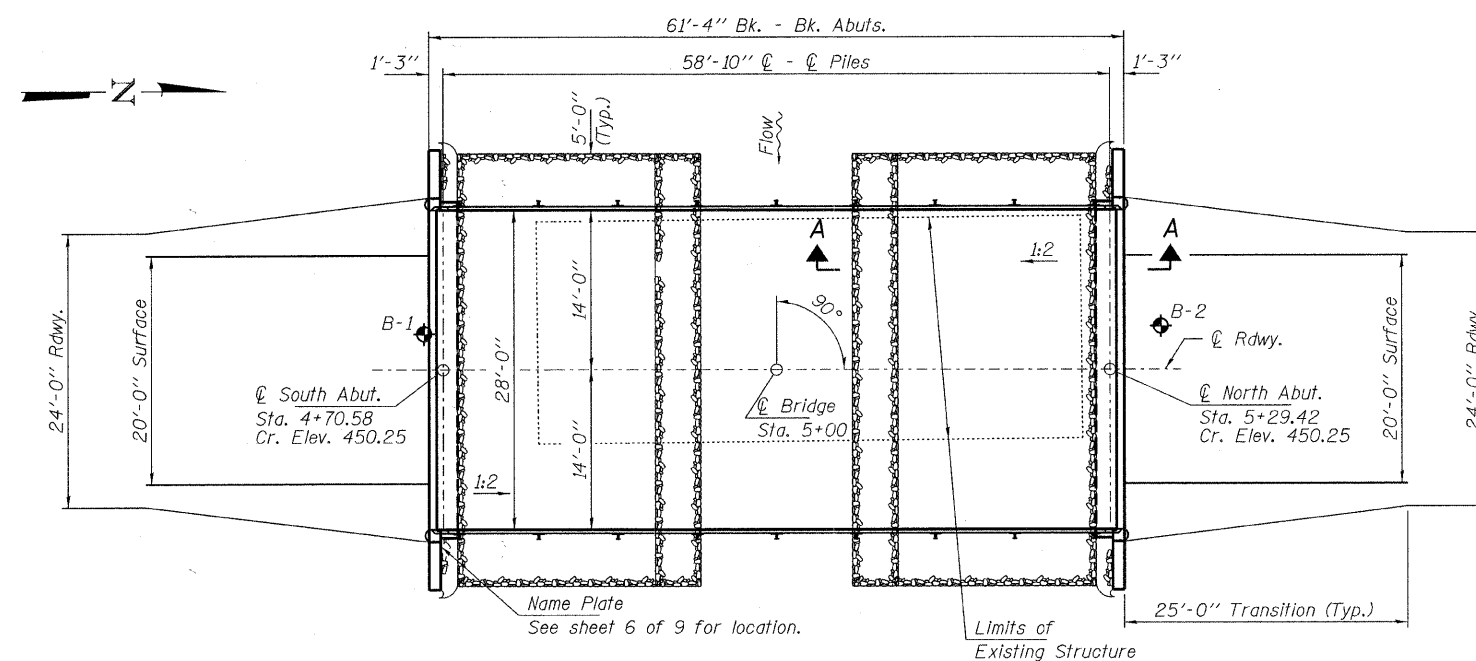 61'-4" Bk. - Bk. Abuts.
1'-3"
58'-10" ℄ - ℄ Piles
1'-3"
N
5'-0"
(Typ.)
Flow
A
A
1:2
14'-0"
90°
B-1
B-2
℄ Rdwy.
24'-0" Rdwy.
20'-0" Surface
28'-0"
20'-0" Surface
24'-0" Rdwy.
℄ South Abut.
Sta. 4+70.58
Cr. Elev. 450.25
℄ Bridge
Sta. 5+00
℄ North Abut.
Sta. 5+29.42
Cr. Elev. 450.25
14'-0"
1:2
Name Plate
See sheet 6 of 9 for location.
Limits of
Existing Structure
25'-0" Transition (Typ.)